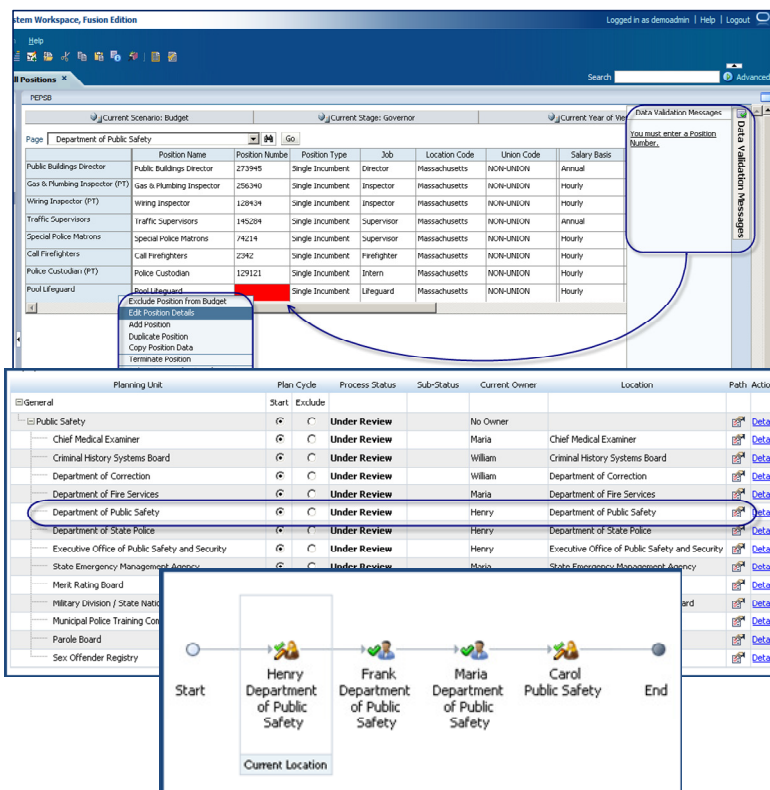 stem Workspace, Fusion Edition
Logged in as demoadmin | Help | Logout
Help
ll Positions ×
Search
Advanced
PEPSB
Current Scenario: Budget
Current Stage: Governor
Current Year of Vie
Data Validation Messages
Page Department of Public Safety Go
You must enter a Position Number.
Data Validation Messages
Position Name Position Numbe Position Type Job Location Code Union Code Salary Basis
Public Buildings Director Public Buildings Director 273945 Single Incumbent Director Massachusetts NON-UNION Annual
Gas & Plumbing Inspector (PT) Gas & Plumbing Inspector 256340 Single Incumbent Inspector Massachusetts NON-UNION Hourly
Wiring Inspector (PT) Wiring Inspector 128434 Single Incumbent Inspector Massachusetts NON-UNION Hourly
Traffic Supervisors Traffic Supervisors 145284 Single Incumbent Supervisor Massachusetts NON-UNION Annual
Special Police Matrons Special Police Matrons 74214 Single Incumbent Supervisor Massachusetts NON-UNION Hourly
Call Firefighters Call Firefighters 2342 Single Incumbent Firefighter Massachusetts NON-UNION Hourly
Police Custodian (PT) Police Custodian 129121 Single Incumbent Intern Massachusetts NON-UNION Hourly
Pool Lifeguard Pool Lifeguard Single Incumbent Lifeguard Massachusetts NON-UNION Hourly
Exclude Position from Budget
Edit Position Details
Add Position
Duplicate Position
Copy Position Data
Terminate Position
Planning Unit Plan Cycle Process Status Sub-Status Current Owner Location Path Actio
General Start Exclude
Public Safety Under Review No Owner Deta
Chief Medical Examiner Under Review Maria Chief Medical Examiner Deta
Criminal History Systems Board Under Review William Criminal History Systems Board Deta
Department of Correction Under Review William Department of Correction Deta
Department of Fire Services Under Review Maria Department of Fire Services Deta
Department of Public Safety Under Review Henry Department of Public Safety Deta
Department of State Police Under Review Henry Department of State Police Deta
Executive Office of Public Safety and Security Under Review Henry Executive Office of Public Safety and Security Deta
State Emergency Management Agency Under Review Maria State Emergency Management Agency Deta
Merit Rating Board Deta
Military Division / State Natio ard Deta
Municipal Police Training Com Deta
Parole Board Deta
Sex Offender Registry Deta
Start
Henry
Department
of Public
Safety
Current Location
Frank
Department
of Public
Safety
Maria
Department
of Public
Safety
Carol
Public Safety
End